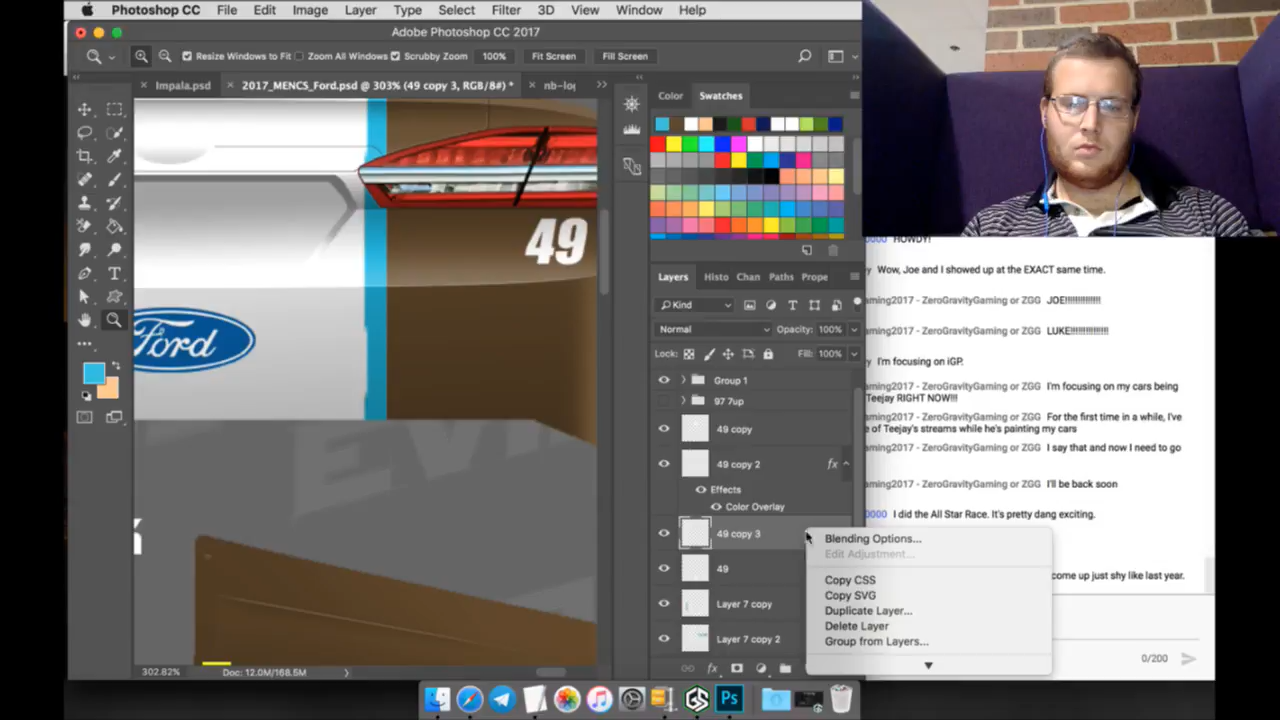 Photoshop CC File Edit Image Layer Type Select Filter 3D View Window Help
Adobe Photoshop CC 2017
Resize Windows to Fit Zoom All Windows Scrubby Zoom 100% Fit Screen Fill Screen
Impala.psd 2017_MENCS_Ford.psd @ 303% (49 copy 3, RGB/8#) *
Color Swatches
49
Ford
EVI
Layers Histo Chan Paths Prope
Kind
Normal Opacity: 100%
Lock: Fill: 100%
Group 1
97 7up
49 copy
49 copy 2 fx
Effects
Color Overlay
49 copy 3
49
Layer 7 copy
Layer 7 copy 2
fx
302.82% Doc: 12.0M/168.5M
Blending Options...
Edit Adjustment...
Copy CSS
Copy SVG
Duplicate Layer...
Delete Layer
Group from Layers...
0000 HOWDY!
Wow, Joe and I showed up at the EXACT same time.
aming2017 - ZeroGravityGaming or ZGG JOE!!!!!!!!!!!!!!
aming2017 - ZeroGravityGaming or ZGG LUKE!!!!!!!!!!!!!!!!
I'm focusing on iGP.
aming2017 - ZeroGravityGaming or ZGG I'm focusing on my cars being
Teejay RIGHT NOW!!!
aming2017 - ZeroGravityGaming or ZGG For the first time in a while, I've
e of Teejay's streams while he's painting my cars
aming2017 - ZeroGravityGaming or ZGG I say that and now I need to go
aming2017 - ZeroGravityGaming or ZGG I'll be back soon
0000 I did the All Star Race. It's pretty dang exciting.
come up just shy like last year.
0/200
Ps